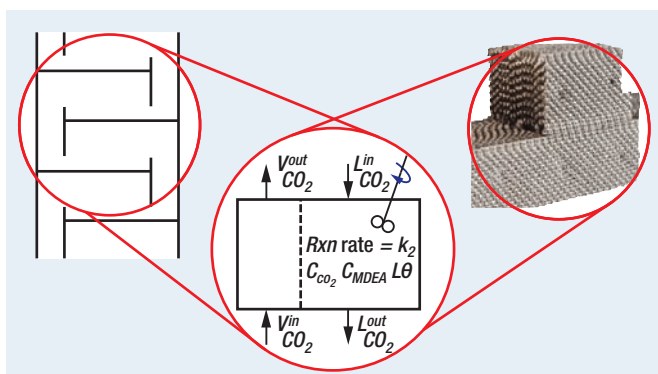 V^out CO₂ L^in CO₂
Rxn rate = k₂
C_CO₂ C_MDEA Lθ
V^in CO₂ L^out CO₂